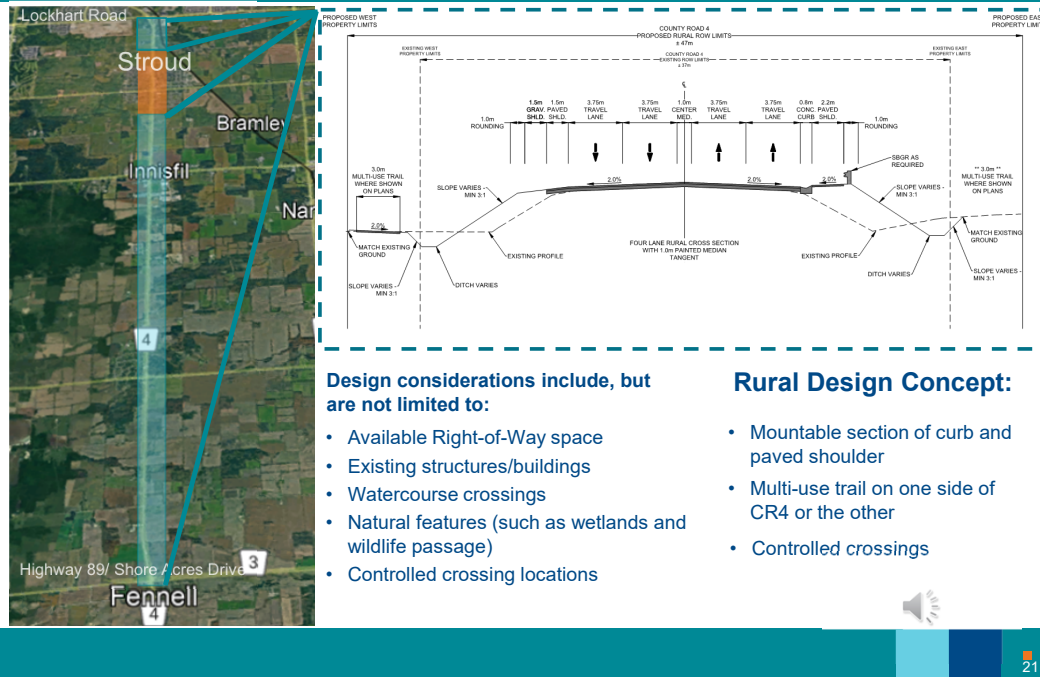 Lockhart Road
Stroud
Bramley
Innisfil
Nar
4
Highway 89/ Shore Acres Drive
3
Fennell
4
PROPOSED WEST
PROPERTY LIMITS
PROPOSED EAS
PROPERTY LIMIT
COUNTY ROAD 4
PROPOSED RURAL ROW LIMITS
± 47m
EXISTING WEST
PROPERTY LIMITS
COUNTY ROAD 4
EXISTING ROW LIMITS
± 37m
EXISTING EAST
PROPERTY LIMITS
1.0m
ROUNDING
1.5m
GRAV.
SHLD.
1.5m
PAVED
SHLD.
3.75m
TRAVEL
LANE
3.75m
TRAVEL
LANE
1.0m
CENTER
MED.
3.75m
TRAVEL
LANE
3.75m
TRAVEL
LANE
0.8m
CONC.
CURB
2.2m
PAVED
SHLD.
1.0m
ROUNDING
SBGR AS
REQUIRED
3.0m
MULTI-USE TRAIL
WHERE SHOWN
ON PLANS
** 3.0m **
MULTI-USE TRAIL
WHERE SHOWN
ON PLANS
SLOPE VARIES -
MIN 3:1
2.0%
2.0%
2.0%
SLOPE VARIES -
MIN 3:1
2.0%
MATCH EXISTING
GROUND
EXISTING PROFILE
FOUR LANE RURAL CROSS SECTION
WITH 1.0m PAINTED MEDIAN
TANGENT
EXISTING PROFILE
MATCH EXISTING
GROUND
SLOPE VARIES -
MIN 3:1
DITCH VARIES
DITCH VARIES
SLOPE VARIES -
MIN 3:1
Design considerations include, but
are not limited to:
• Available Right-of-Way space
• Existing structures/buildings
• Watercourse crossings
• Natural features (such as wetlands and
wildlife passage)
• Controlled crossing locations
Rural Design Concept:
• Mountable section of curb and
paved shoulder
• Multi-use trail on one side of
CR4 or the other
• Controlled crossings
21